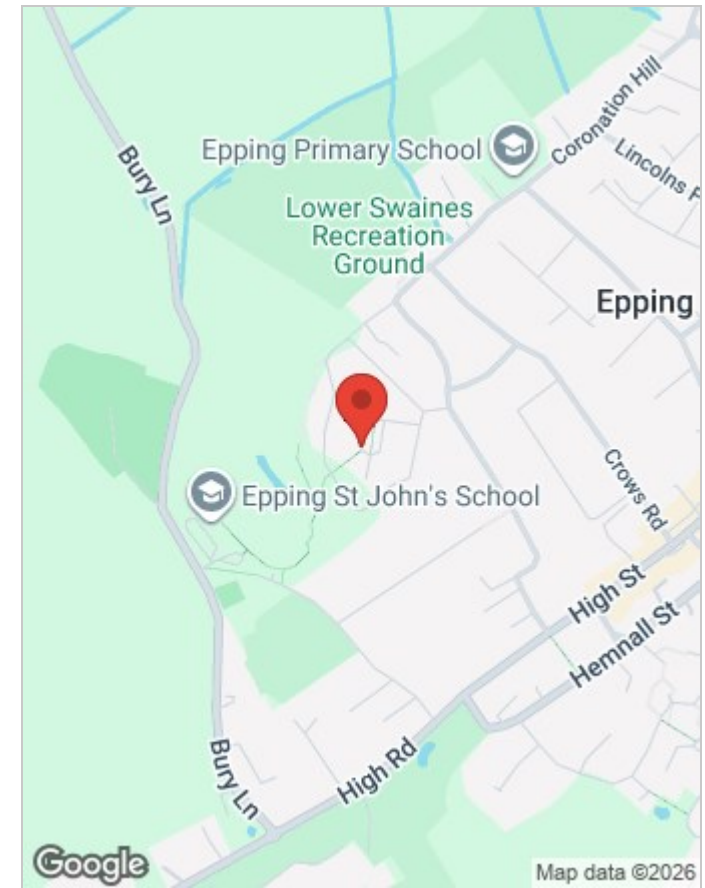 Epping Primary School
Coronation Hill
Lincolns F
Bury Ln
Lower Swaines
Recreation
Ground
Epping
Crows Rd
Epping St John's School
High St
Hemnall St
High Rd
Bury Ln
Google
Map data ©2026